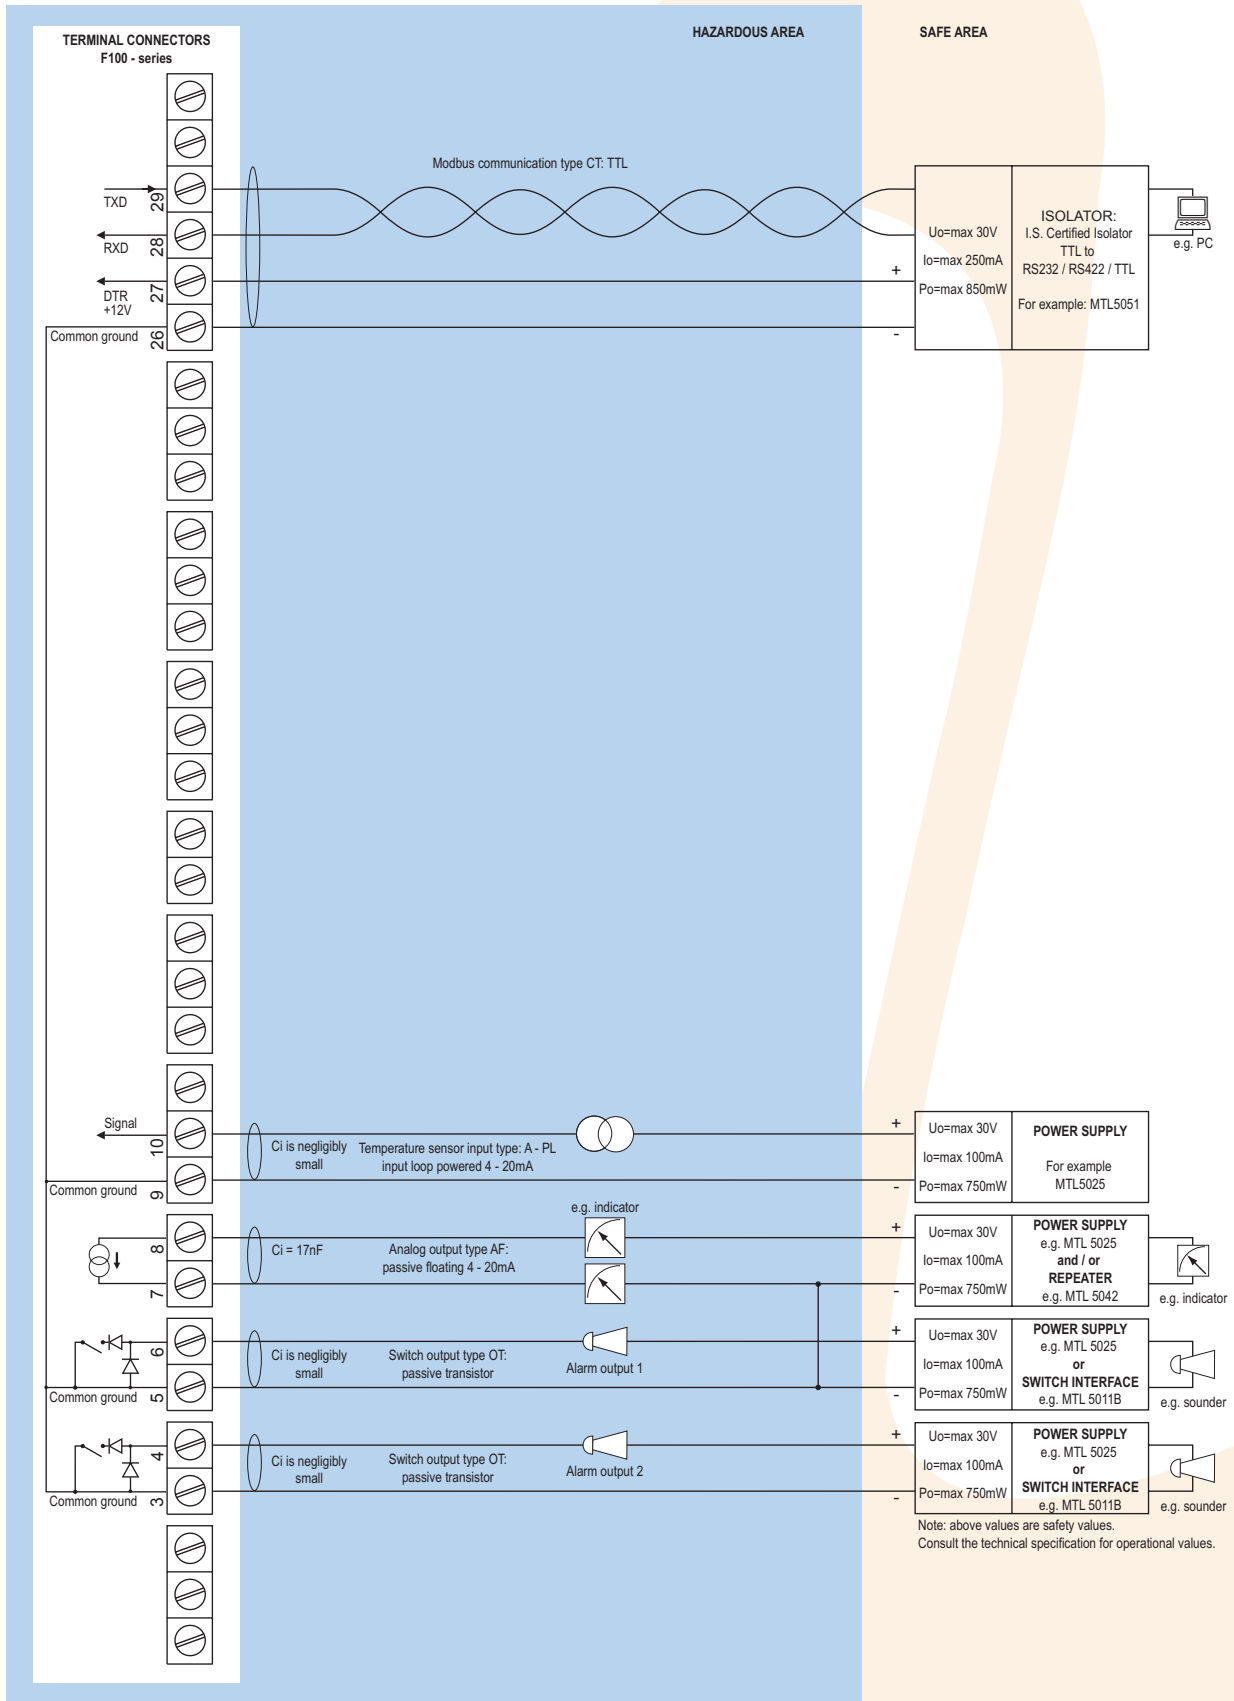 TERMINAL CONNECTORS
F100 - series
HAZARDOUS AREA
SAFE AREA
Modbus communication type CT: TTL
TXD
29
RXD
28
DTR
+12V
27
Common ground
26
+
-
Uo=max 30V
Io=max 250mA
Po=max 850mW
ISOLATOR:
I.S. Certified Isolator
TTL to
RS232 / RS422 / TTL
For example: MTL5051
e.g. PC
Signal
10
Common ground
9
Ci is negligibly
small
Temperature sensor input type: A - PL
input loop powered 4 - 20mA
+
-
Uo=max 30V
Io=max 100mA
Po=max 750mW
POWER SUPPLY
For example
MTL5025
8
7
Ci = 17nF
Analog output type AF:
passive floating 4 - 20mA
e.g. indicator
+
-
Uo=max 30V
Io=max 100mA
Po=max 750mW
POWER SUPPLY
e.g. MTL 5025
and / or
REPEATER
e.g. MTL 5042
e.g. indicator
6
Common ground
5
Ci is negligibly
small
Switch output type OT:
passive transistor
Alarm output 1
+
-
Uo=max 30V
Io=max 100mA
Po=max 750mW
POWER SUPPLY
e.g. MTL 5025
or
SWITCH INTERFACE
e.g. MTL 5011B
e.g. sounder
4
Common ground
3
Ci is negligibly
small
Switch output type OT:
passive transistor
Alarm output 2
+
-
Uo=max 30V
Io=max 100mA
Po=max 750mW
POWER SUPPLY
e.g. MTL 5025
or
SWITCH INTERFACE
e.g. MTL 5011B
e.g. sounder
Note: above values are safety values.
Consult the technical specification for operational values.